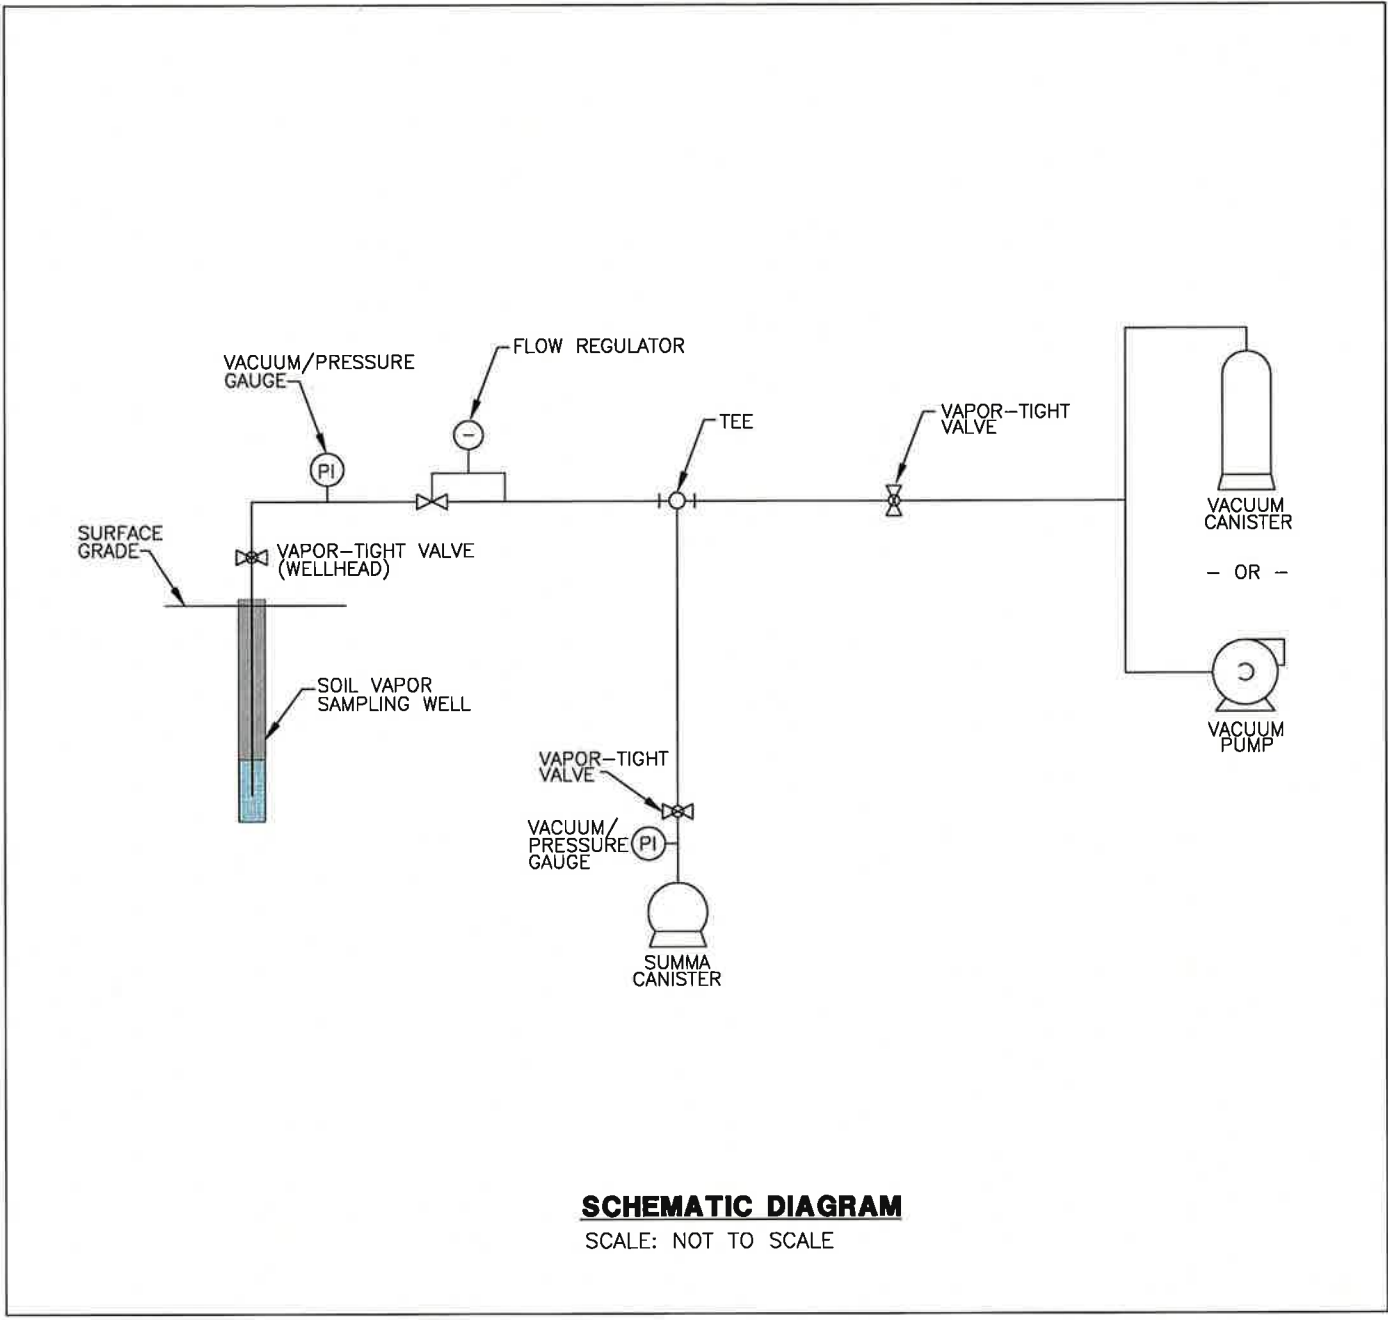 FLOW REGULATOR
VACUUM/PRESSURE
GAUGE
VAPOR-TIGHT
VALVE
TEE
–
PI
VACUUM
CANISTER
SURFACE
GRADE
VAPOR-TIGHT VALVE
(WELLHEAD)
- OR -
SOIL VAPOR
SAMPLING WELL
VACUUM
PUMP
VAPOR-TIGHT
VALVE
VACUUM/
PRESSURE
GAUGE
PI
SUMMA
CANISTER
SCHEMATIC DIAGRAM
SCALE: NOT TO SCALE